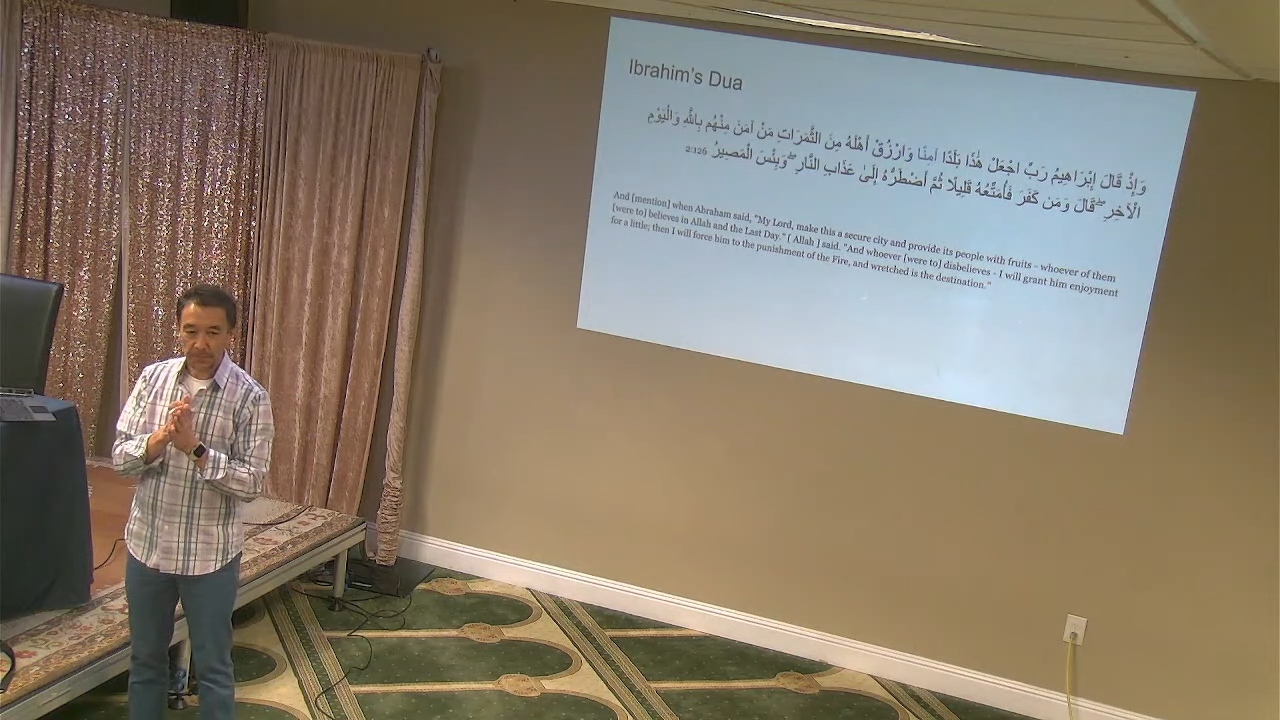 Ibrahim's Dua
وَإِذْ قَالَ إِبْرَاهِيمُ رَبِّ اجْعَلْ هَٰذَا بَلَدًا آمِنًا وَارْزُقْ أَهْلَهُ مِنَ الثَّمَرَاتِ مَنْ آمَنَ مِنْهُم بِاللَّهِ وَالْيَوْمِ
الْآخِرِ ۖ قَالَ وَمَن كَفَرَ فَأُمَتِّعُهُ قَلِيلًا ثُمَّ أَضْطَرُّهُ إِلَىٰ عَذَابِ النَّارِ ۖ وَبِئْسَ الْمَصِيرُ 2:126
And [mention] when Abraham said, "My Lord, make this a secure city and provide its people with fruits - whoever of them
[were to] believes in Allah and the Last Day." [ Allah ] said. "And whoever [were to] disbelieves - I will grant him enjoyment
for a little; then I will force him to the punishment of the Fire, and wretched is the destination."